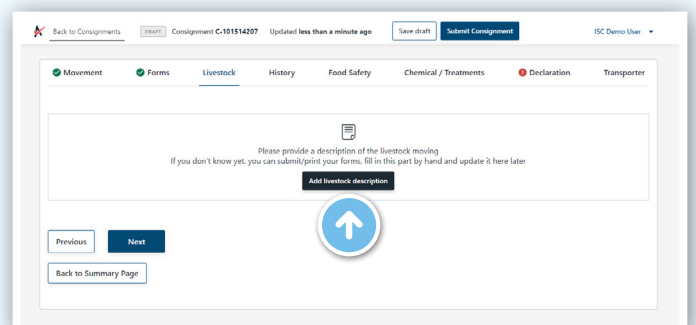 Back to Consignments DRAFT Consignment C-101514207 Updated less than a minute ago Save draft Submit Consignment ISC Demo User
Movement Forms Livestock History Food Safety Chemical / Treatments Declaration Transporter
Please provide a description of the livestock moving
If you don't know yet, you can submit/print your forms, fill in this part by hand and update it here later
Add livestock description
Previous Next
Back to Summary Page